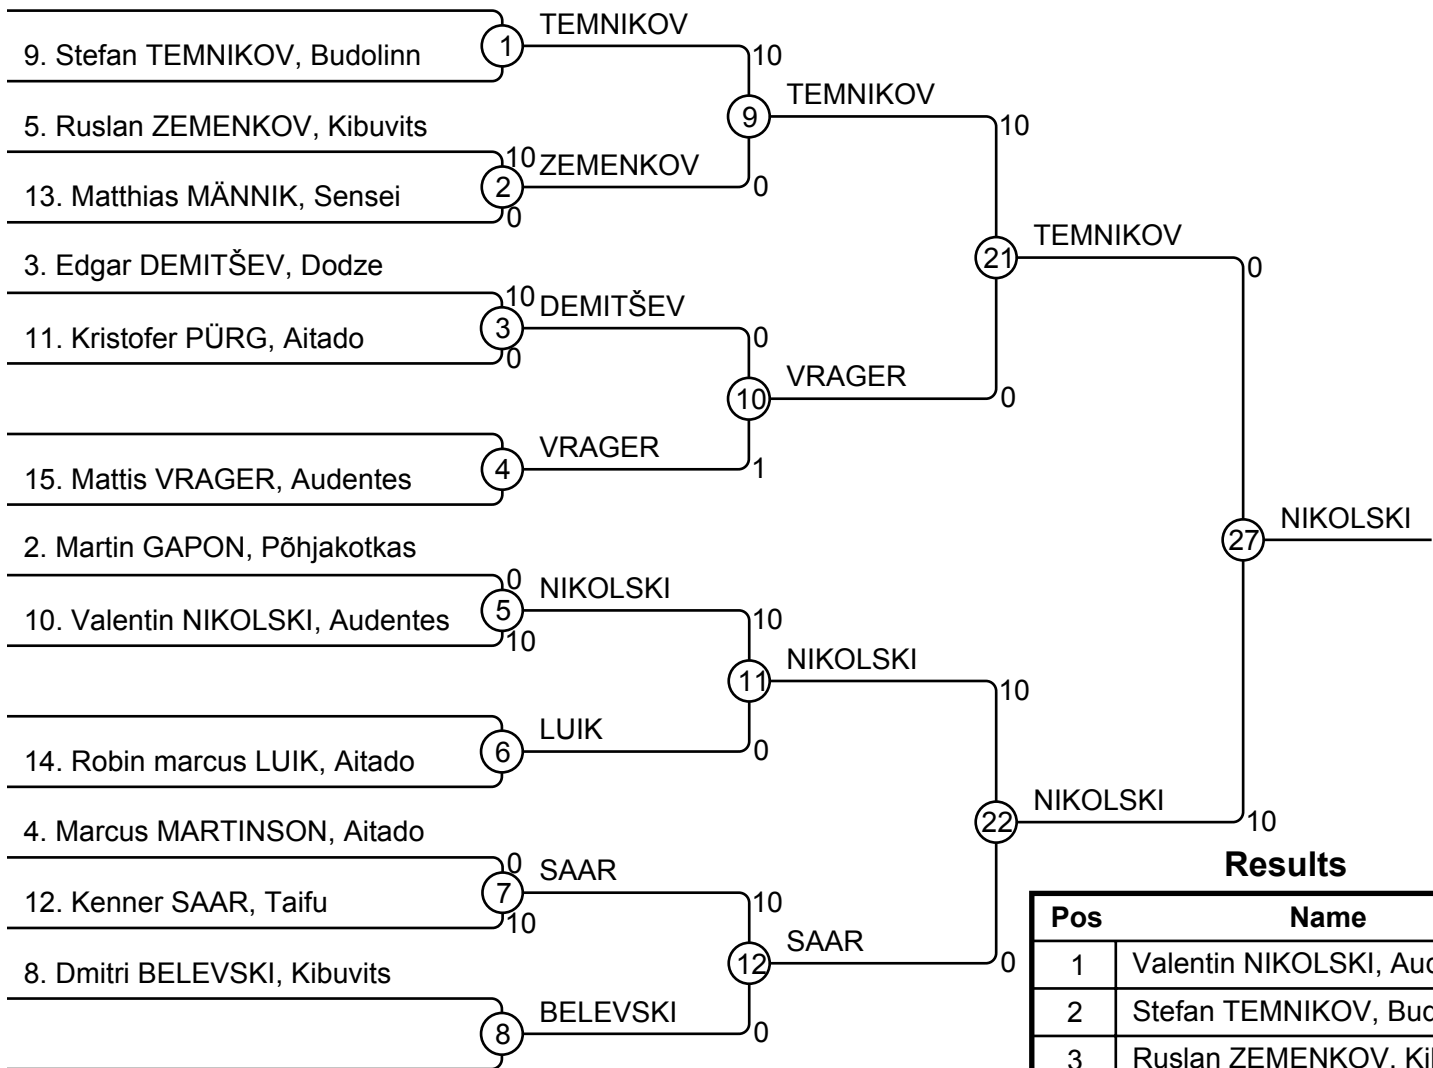 TEMNIKOV
9. Stefan TEMNIKOV, Budolinn
1
10
TEMNIKOV
9
10
5. Ruslan ZEMENKOV, Kibuvits
10
ZEMENKOV
2
0
13. Matthias MÄNNIK, Sensei
0
TEMNIKOV
21
0
3. Edgar DEMITŠEV, Dodze
10
DEMITŠEV
3
0
11. Kristofer PÜRG, Aitado
0
VRAGER
10
0
VRAGER
4
1
15. Mattis VRAGER, Audentes
NIKOLSKI
27
2. Martin GAPON, Põhjakotkas
0
NIKOLSKI
5
10
10. Valentin NIKOLSKI, Audentes
10
NIKOLSKI
11
10
LUIK
6
0
14. Robin marcus LUIK, Aitado
NIKOLSKI
22
10
4. Marcus MARTINSON, Aitado
0
SAAR
7
10
12. Kenner SAAR, Taifu
10
SAAR
12
0
8. Dmitri BELEVSKI, Kibuvits
BELEVSKI
8
0
Results
Pos Name
1 Valentin NIKOLSKI,
2 Stefan TEMNIKOV,
3 Ruslan ZEMENKOV,